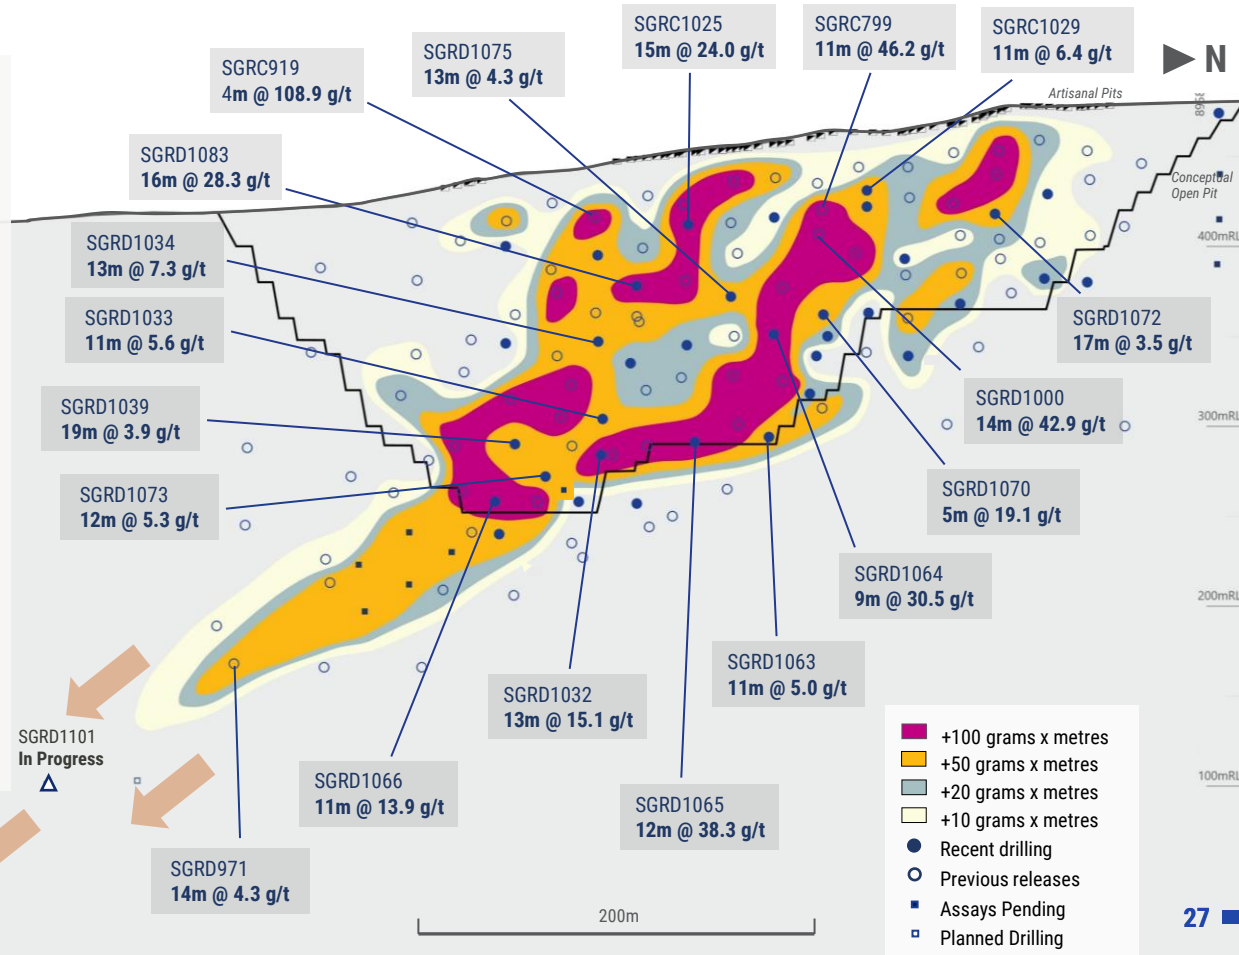 SGRC1025
15m @ 24.0 g/t
SGRC799
11m @ 46.2 g/t
SGRC1029
11m @ 6.4 g/t
N
SGRD1075
13m @ 4.3 g/t
SGRC919
4m @ 108.9 g/t
Artisanal Pits
SGRD1083
16m @ 28.3 g/t
Conceptual
Open Pit
SGRD1034
13m @ 7.3 g/t
400mRL
SGRD1033
11m @ 5.6 g/t
SGRD1072
17m @ 3.5 g/t
SGRD1039
19m @ 3.9 g/t
SGRD1000
14m @ 42.9 g/t
300mRL
SGRD1073
12m @ 5.3 g/t
SGRD1070
5m @ 19.1 g/t
SGRD1064
9m @ 30.5 g/t
200mRL
SGRD1063
11m @ 5.0 g/t
SGRD1032
13m @ 15.1 g/t
SGRD1101
In Progress
SGRD1066
11m @ 13.9 g/t
SGRD1065
12m @ 38.3 g/t
100mRL
SGRD971
14m @ 4.3 g/t
+100 grams x metres
+50 grams x metres
+20 grams x metres
+10 grams x metres
Recent drilling
Previous releases
Assays Pending
Planned Drilling
200m
27